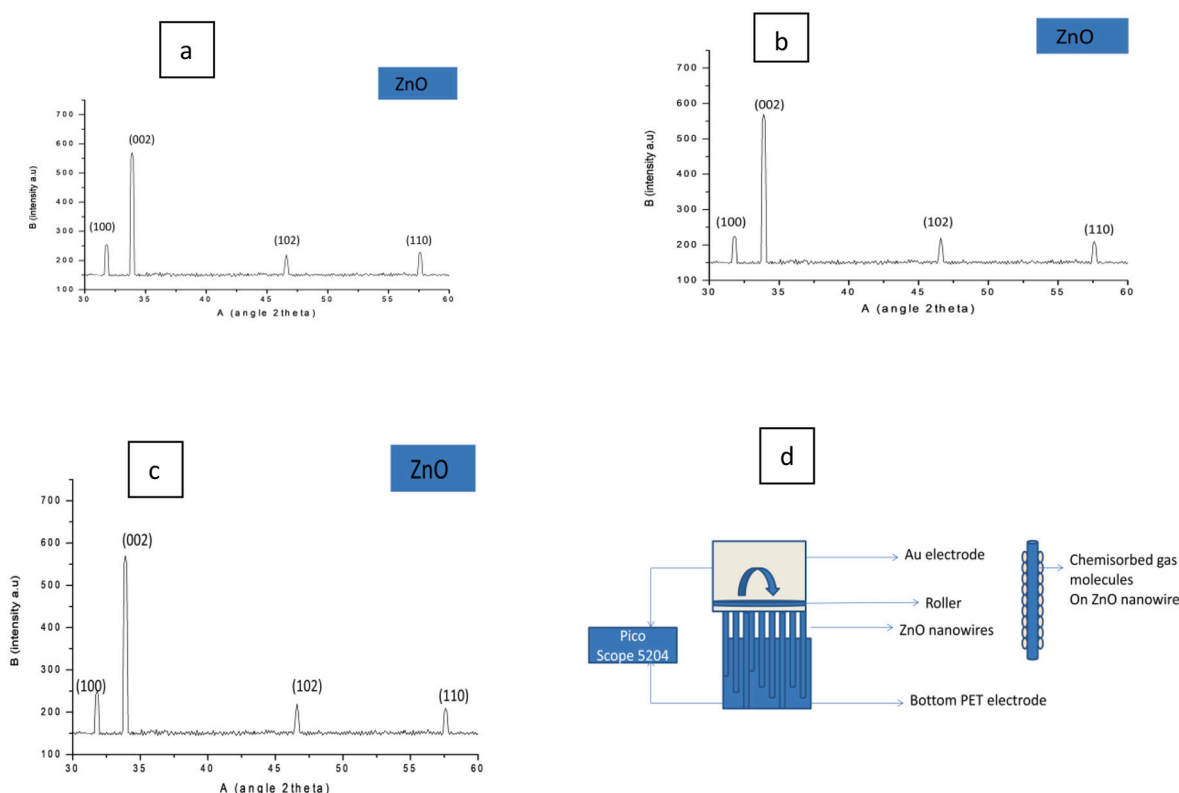 a
ZnO
700
600
500
400
300
200
100
B (intensity a.u)
(100)
(002)
(102)
(110)
30 35 40 45 50 55 60
A (angle 2theta)
b
ZnO
700
600
500
400
300
200
100
B (intensity a.u)
(100)
(002)
(102)
(110)
30 35 40 45 50 55 60
A (angle 2theta)
c
ZnO
700
600
500
400
300
200
100
B (intensity a.u)
(100)
(002)
(102)
(110)
30 35 40 45 50 55 60
A (angle 2theta)
d
Au electrode
Roller
ZnO nanowires
Bottom PET electrode
Pico
Scope 5204
Chemisorbed gas
molecules
On ZnO nanowire